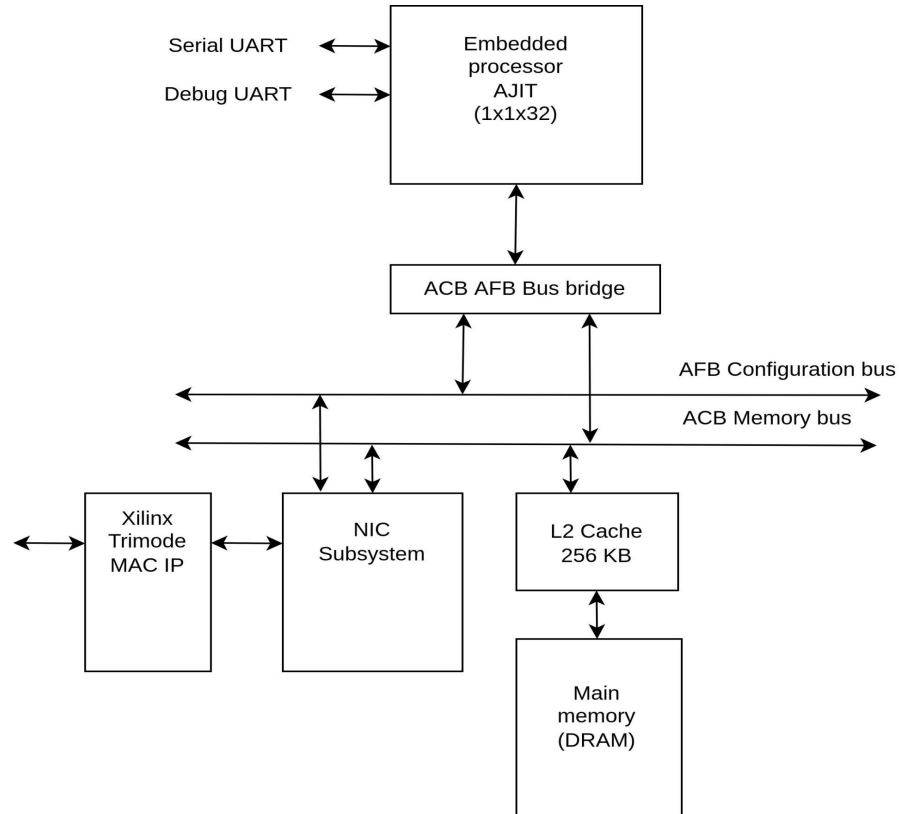 Serial UART
Debug UART
Embedded
processor
AJIT
(1x1x32)
ACB AFB Bus bridge
AFB Configuration bus
ACB Memory bus
Xilinx
Trimode
MAC IP
NIC
Subsystem
L2 Cache
256 KB
Main
memory
(DRAM)